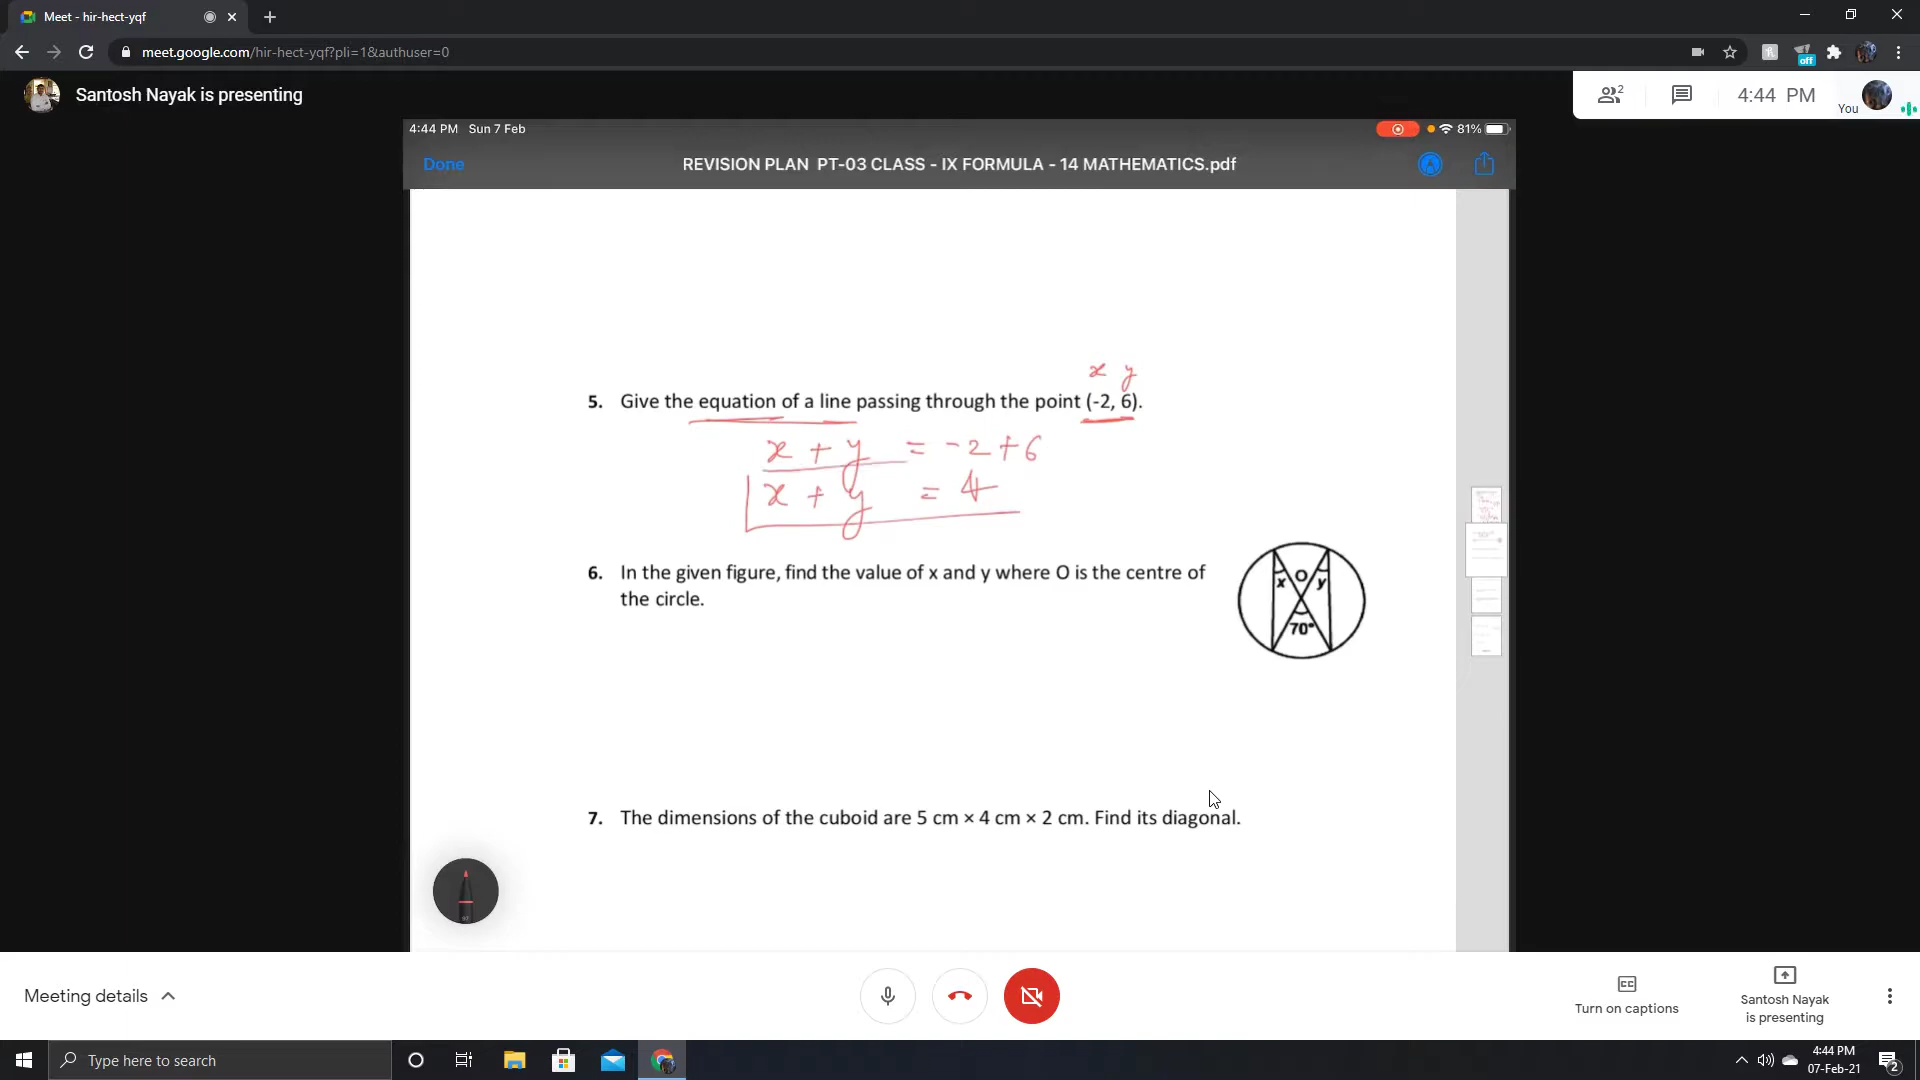 Meet - hir-hect-yqf
meet.google.com/hir-hect-yqf?pli=1&authuser=0
off
Santosh Nayak is presenting
2
4:44 PM
You
4:44 PM Sun 7 Feb
81%
Done
REVISION PLAN PT-03 CLASS - IX FORMULA - 14 MATHEMATICS.pdf
x y
5. Give the equation of a line passing through the point (-2, 6).
x + y = -2 + 6
x + y = 4
6. In the given figure, find the value of x and y where O is the centre of
the circle.
O
x y
70°
7. The dimensions of the cuboid are 5 cm × 4 cm × 2 cm. Find its diagonal.
Meeting details
CC
Turn on captions
Santosh Nayak
is presenting
Type here to search
4:44 PM
07-Feb-21
2